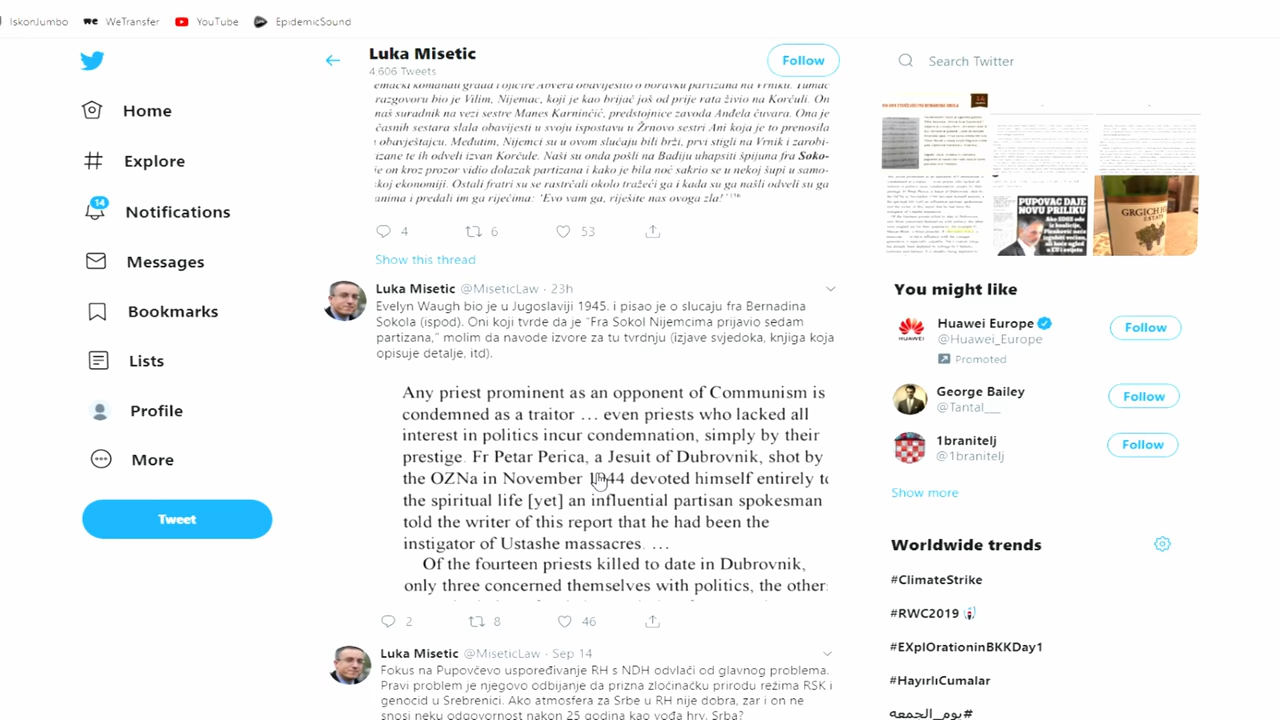 IskonJumbo
WeTransfer
YouTube
EpidemicSound
Home
Explore
14
Notifications
Messages
Bookmarks
Lists
Profile
More
Tweet
Luka Misetic
4 606 Tweets
Follow
razgovoru bio je Vilim, Nijemac, koji je kao brijač još od prije rata živio na Korčuli. On
naš suradnik na vezi sestre Manes Karninčić, predstojnice zavoda Anđela čuvara. Ona je
časnih sestara slala obavijesti u svoju ispostavu u Žrnovo sestri Ani koja je to prenosila
obavijesti. Međutim, Nijemci su u ovom slučaju bili brži, prvi stigli na Vrnik i zarobi-
izane te ih odveli izvan Korčule. Naši su onda pošli na Badiju uhapsiti špijuna fra Soko-
je on kroz prozor vidio dolazak partizana i kako je bila noć sakrio se u nekoj šupi u samo-
koj ekonomiji. Ostali fratri su se rastrčali okolo tražeći ga i kada su ga našli odveli su ga
anima i predali im ga riječima: 'Evo vam ga, riješite nas ovoga zla!'
4
6
53
Show this thread
Luka Misetic @MiseticLaw · 23h
Evelyn Waugh bio je u Jugoslaviji 1945. i pisao je o slucaju fra Bernadina
Sokola (ispod). Oni koji tvrde da je "Fra Sokol Nijemcima prijavio sedam
partizana," molim da navode izvore za tu tvrdnju (izjave svjedoka, knjiga koja
opisuje detalje, itd).
Any priest prominent as an opponent of Communism is
condemned as a traitor … even priests who lacked all
interest in politics incur condemnation, simply by their
prestige. Fr Petar Perica, a Jesuit of Dubrovnik, shot by
the OZNa in November 1944 devoted himself entirely to
the spiritual life [yet] an influential partisan spokesman
told the writer of this report that he had been the
instigator of Ustashe massacres. …
Of the fourteen priests killed to date in Dubrovnik,
only three concerned themselves with politics, the others
2
8
46
Luka Misetic @MiseticLaw · Sep 14
Fokus na Pupovčevo uspoređivanje RH s NDH odvlači od glavnog problema.
Pravi problem je njegovo odbijanje da prizna zločinačku prirodu režima RSK i
genocid u Srebrenici. Ako atmosfera za Srbe u RH nije dobra, zar i on ne
snosi neku odgovornost nakon 25 godina kao vođa hrv. Srba?
Search Twitter
PUPOVAC DAJE
NOVU PRILIKU
GRGICH
ESTATE
You might like
Huawei Europe
@Huawei_Europe
Promoted
Follow
HUAWEI
George Bailey
@Tantal___
Follow
1branitelj
@1branitelj
Follow
Show more
Worldwide trends
#ClimateStrike
#RWC2019
#EXplOrationinBKKDay1
#HayırlıCumalar
#يوم_الجمعه